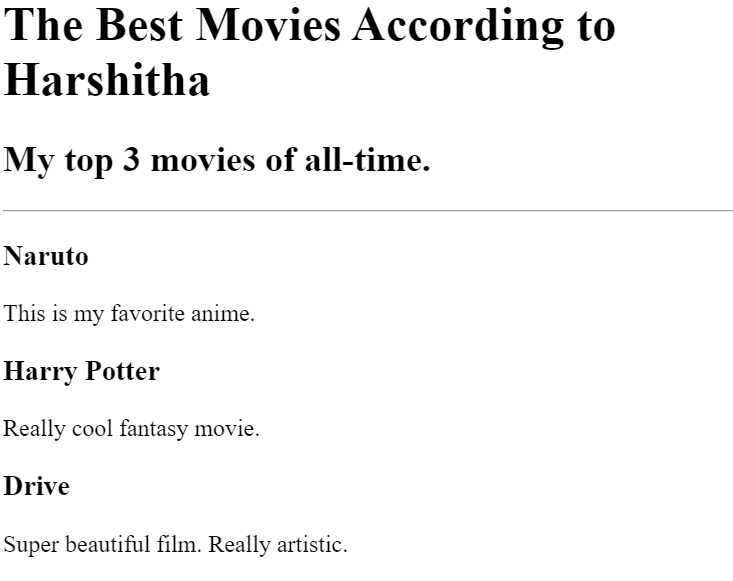 The Best Movies According to
Harshitha
My top 3 movies of all-time.
Naruto
This is my favorite anime.
Harry Potter
Really cool fantasy movie.
Drive
Super beautiful film. Really artistic.